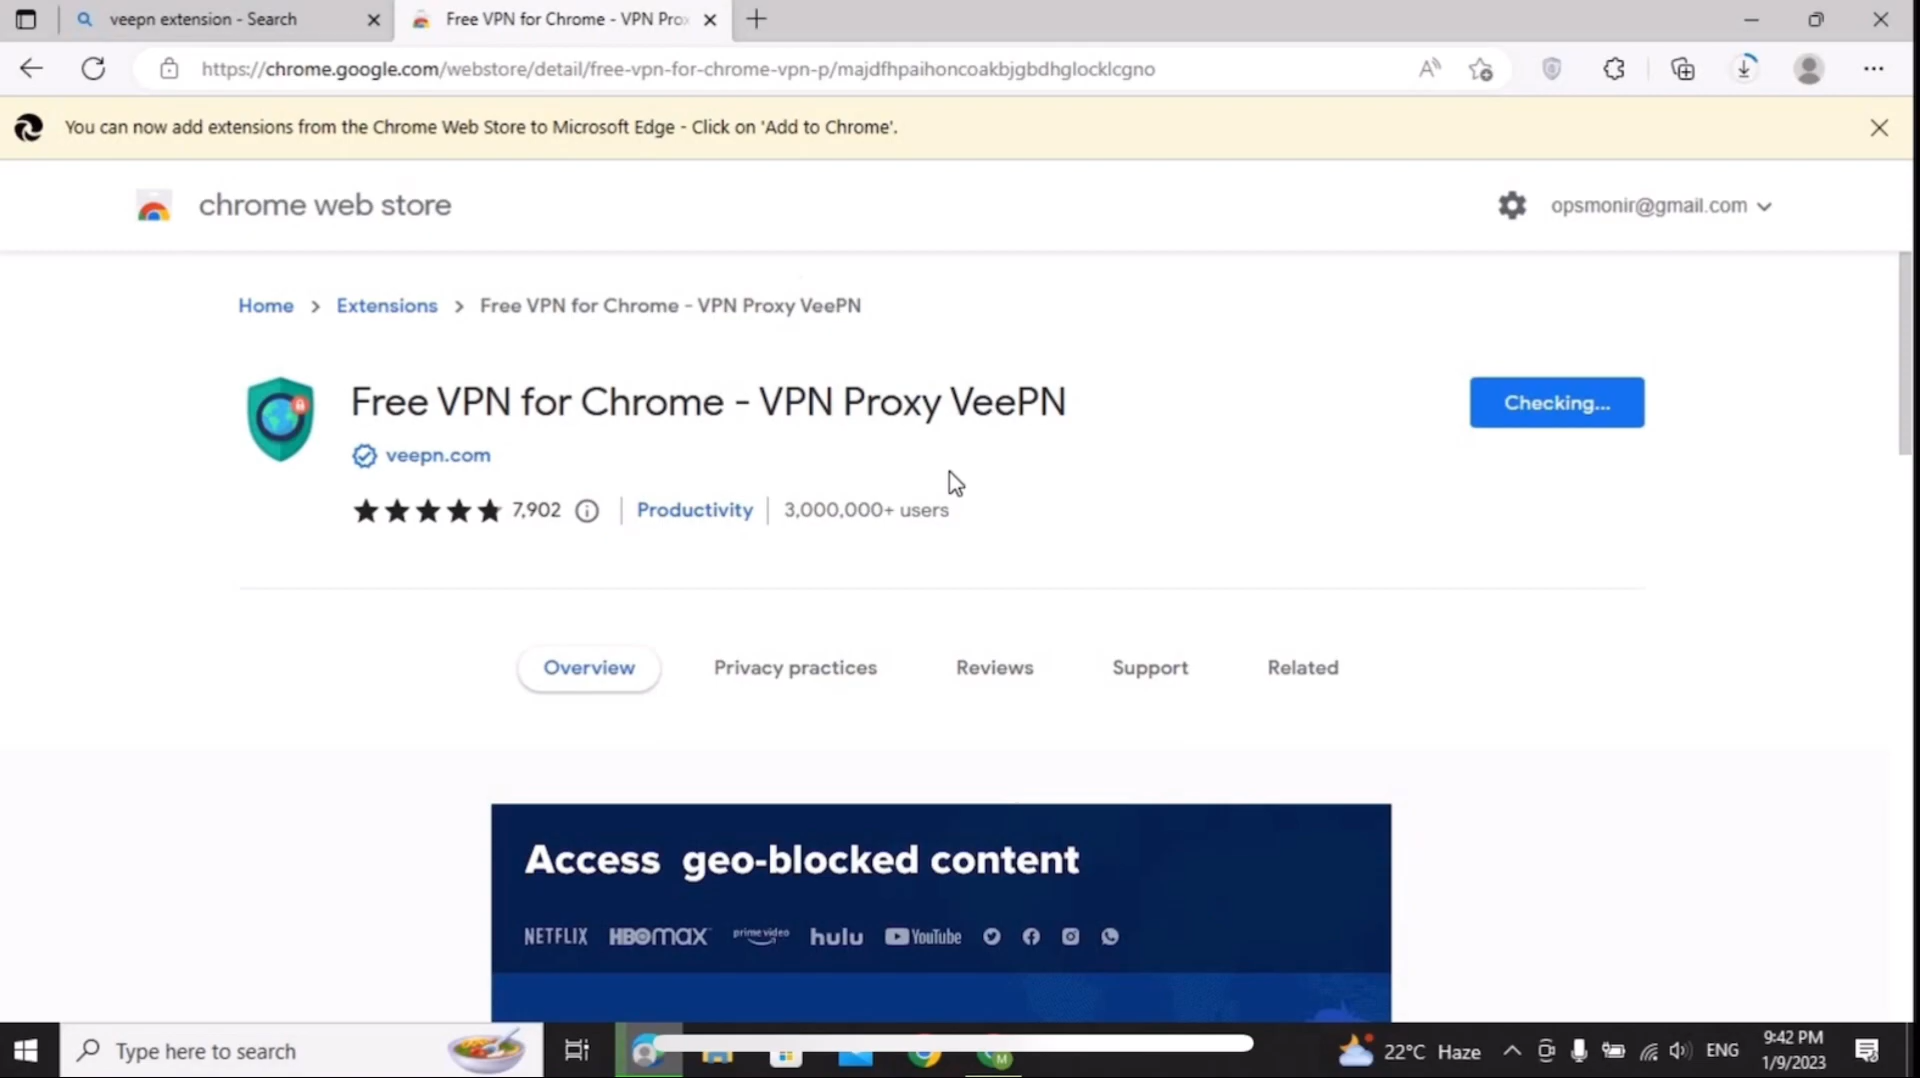 veepn extension - Search
Free VPN for Chrome - VPN Pro
https://chrome.google.com/webstore/detail/free-vpn-for-chrome-vpn-p/majdfhpaihoncoakbjgbdhglocklcgno
You can now add extensions from the Chrome Web Store to Microsoft Edge - Click on 'Add to Chrome'.
chrome web store
opsmonir@gmail.com
Home > Extensions > Free VPN for Chrome - VPN Proxy VeePN
Free VPN for Chrome - VPN Proxy VeePN
Checking...
veepn.com
7,902 | Productivity | 3,000,000+ users
Overview Privacy practices Reviews Support Related
Access geo-blocked content
NETFLIX HBOmax prime video hulu YouTube
Type here to search
22°C Haze
ENG
9:42 PM
1/9/2023